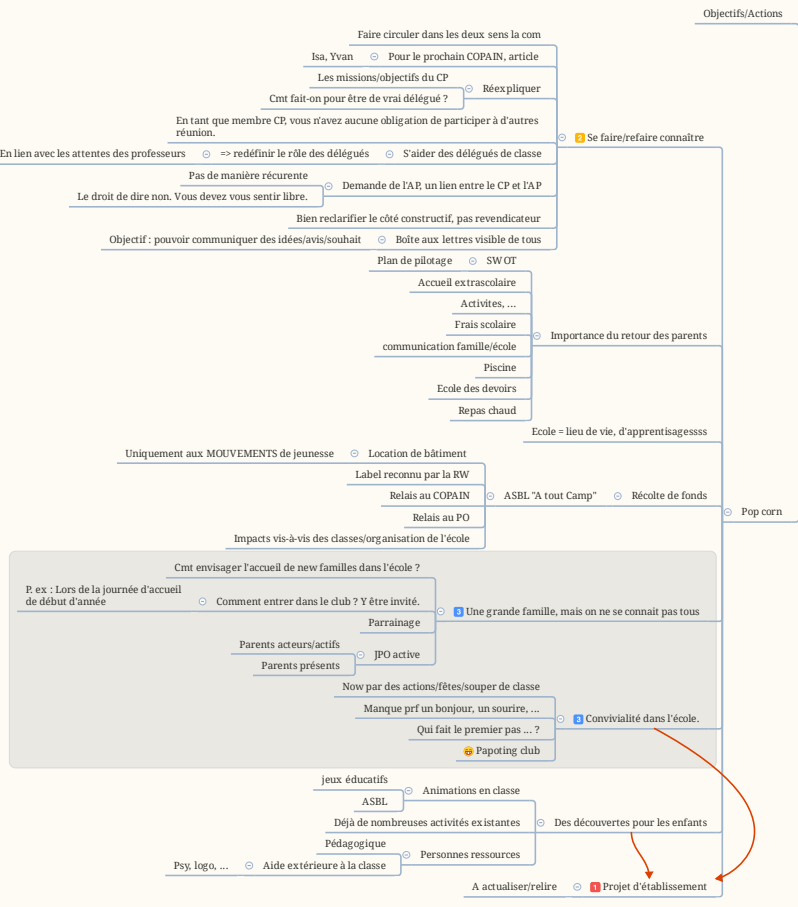 Objectifs/Actions
Faire circuler dans les deux sens la com
Isa, Yvan
Pour le prochain COPAIN, article
Les missions/objectifs du CP
Réexpliquer
Cmt fait-on pour être de vrai délégué ?
En tant que membre CP, vous n'avez aucune obligation de participer à d'autres
réunion.
2 Se faire/refaire connaître
En lien avec les attentes des professeurs
=> redéfinir le rôle des délégués
S'aider des délégués de classe
Pas de manière récurente
Demande de l'AP, un lien entre le CP et l'AP
Le droit de dire non. Vous devez vous sentir libre.
Bien reclarifier le côté constructif, pas revendicateur
Objectif : pouvoir communiquer des idées/avis/souhait
Boîte aux lettres visible de tous
Plan de pilotage
SWOT
Accueil extrascolaire
Activites, ...
Frais scolaire
Importance du retour des parents
communication famille/école
Piscine
Ecole des devoirs
Repas chaud
Ecole = lieu de vie, d'apprentisagessss
Uniquement aux MOUVEMENTS de jeunesse
Location de bâtiment
Label reconnu par la RW
Relais au COPAIN
ASBL "A tout Camp"
Récolte de fonds
Pop corn
Relais au PO
Impacts vis-à-vis des classes/organisation de l'école
Cmt envisager l'accueil de new familles dans l'école ?
P. ex : Lors de la journée d'accueil
de début d'année
Comment entrer dans le club ? Y être invité.
3 Une grande famille, mais on ne se connait pas tous
Parrainage
Parents acteurs/actifs
JPO active
Parents présents
Now par des actions/fêtes/souper de classe
Manque prf un bonjour, un sourire, ...
3 Convivialité dans l'école.
Qui fait le premier pas ... ?
Papoting club
jeux éducatifs
Animations en classe
ASBL
Déjà de nombreuses activités existantes
Des découvertes pour les enfants
Pédagogique
Personnes ressources
Psy, logo, ...
Aide extérieure à la classe
A actualiser/relire
1 Projet d'établissement